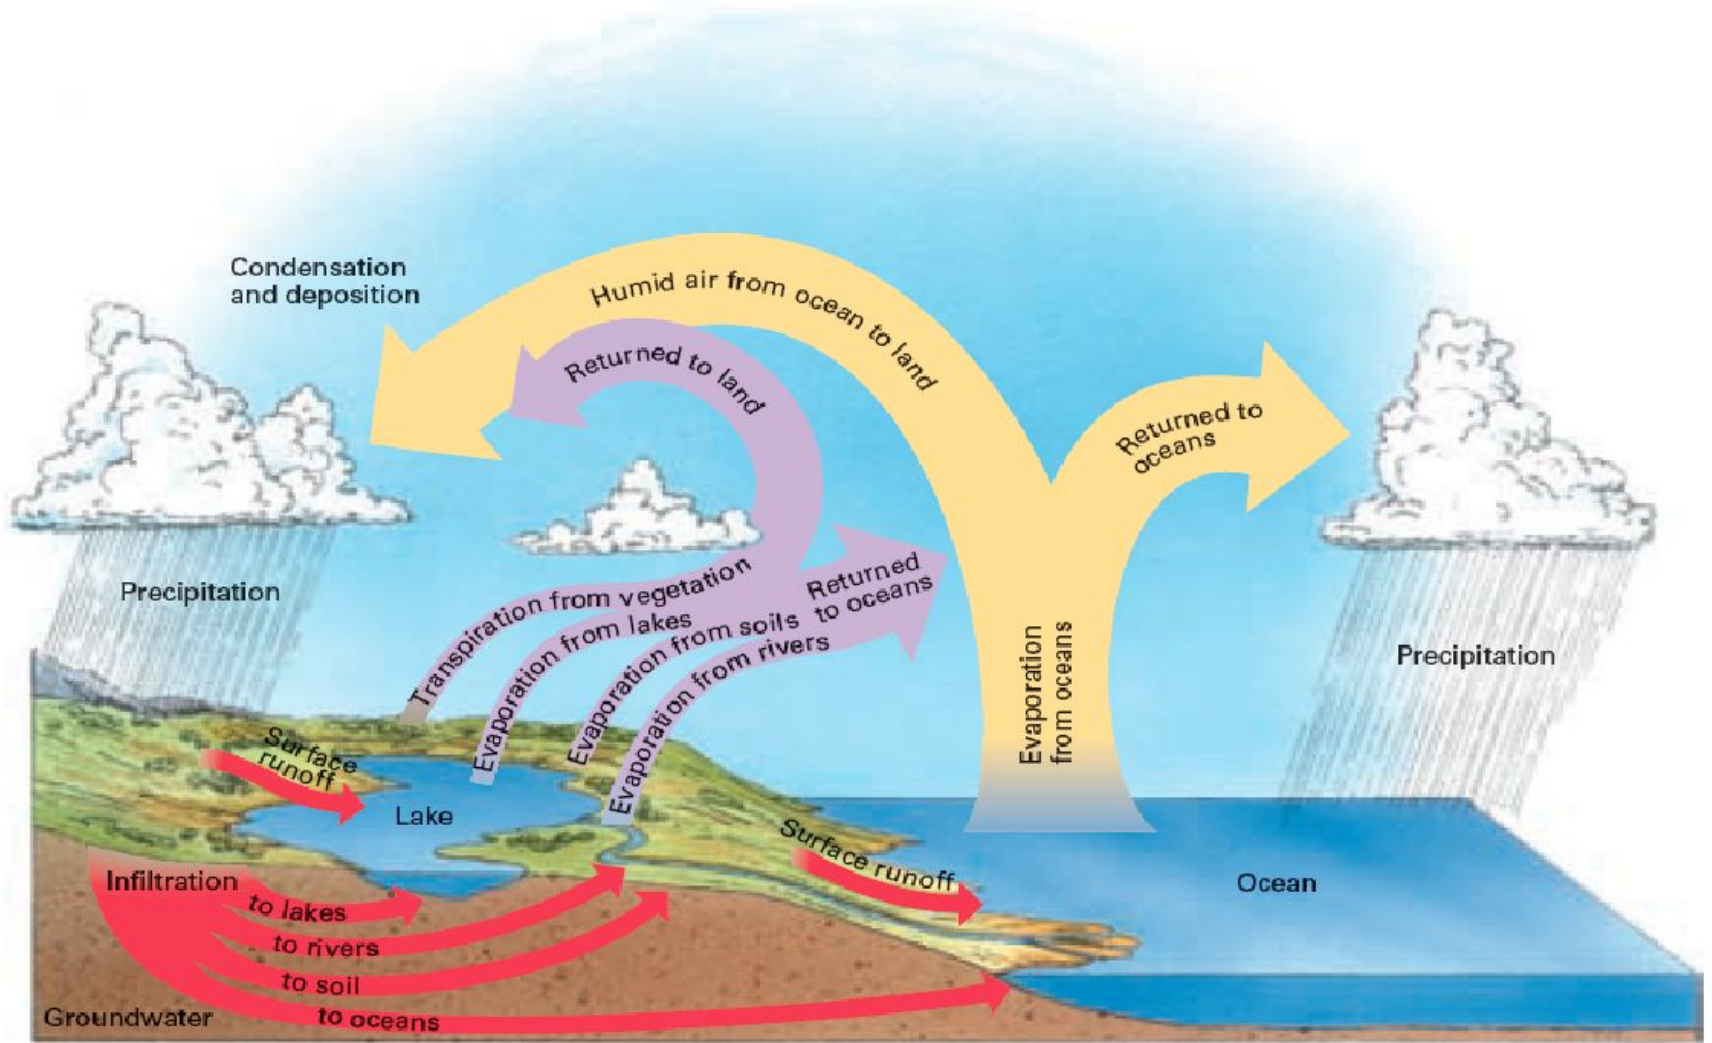 Condensation
and deposition
Humid air from ocean to land
Returned to land
Returned to
oceans
Precipitation
Transpiration from vegetation
Evaporation from lakes
Evaporation from soils
Evaporation from rivers
Returned
to oceans
Evaporation
from oceans
Precipitation
Surface
runoff
Lake
Surface runoff
Ocean
Infiltration
to lakes
to rivers
to soil
to oceans
Groundwater